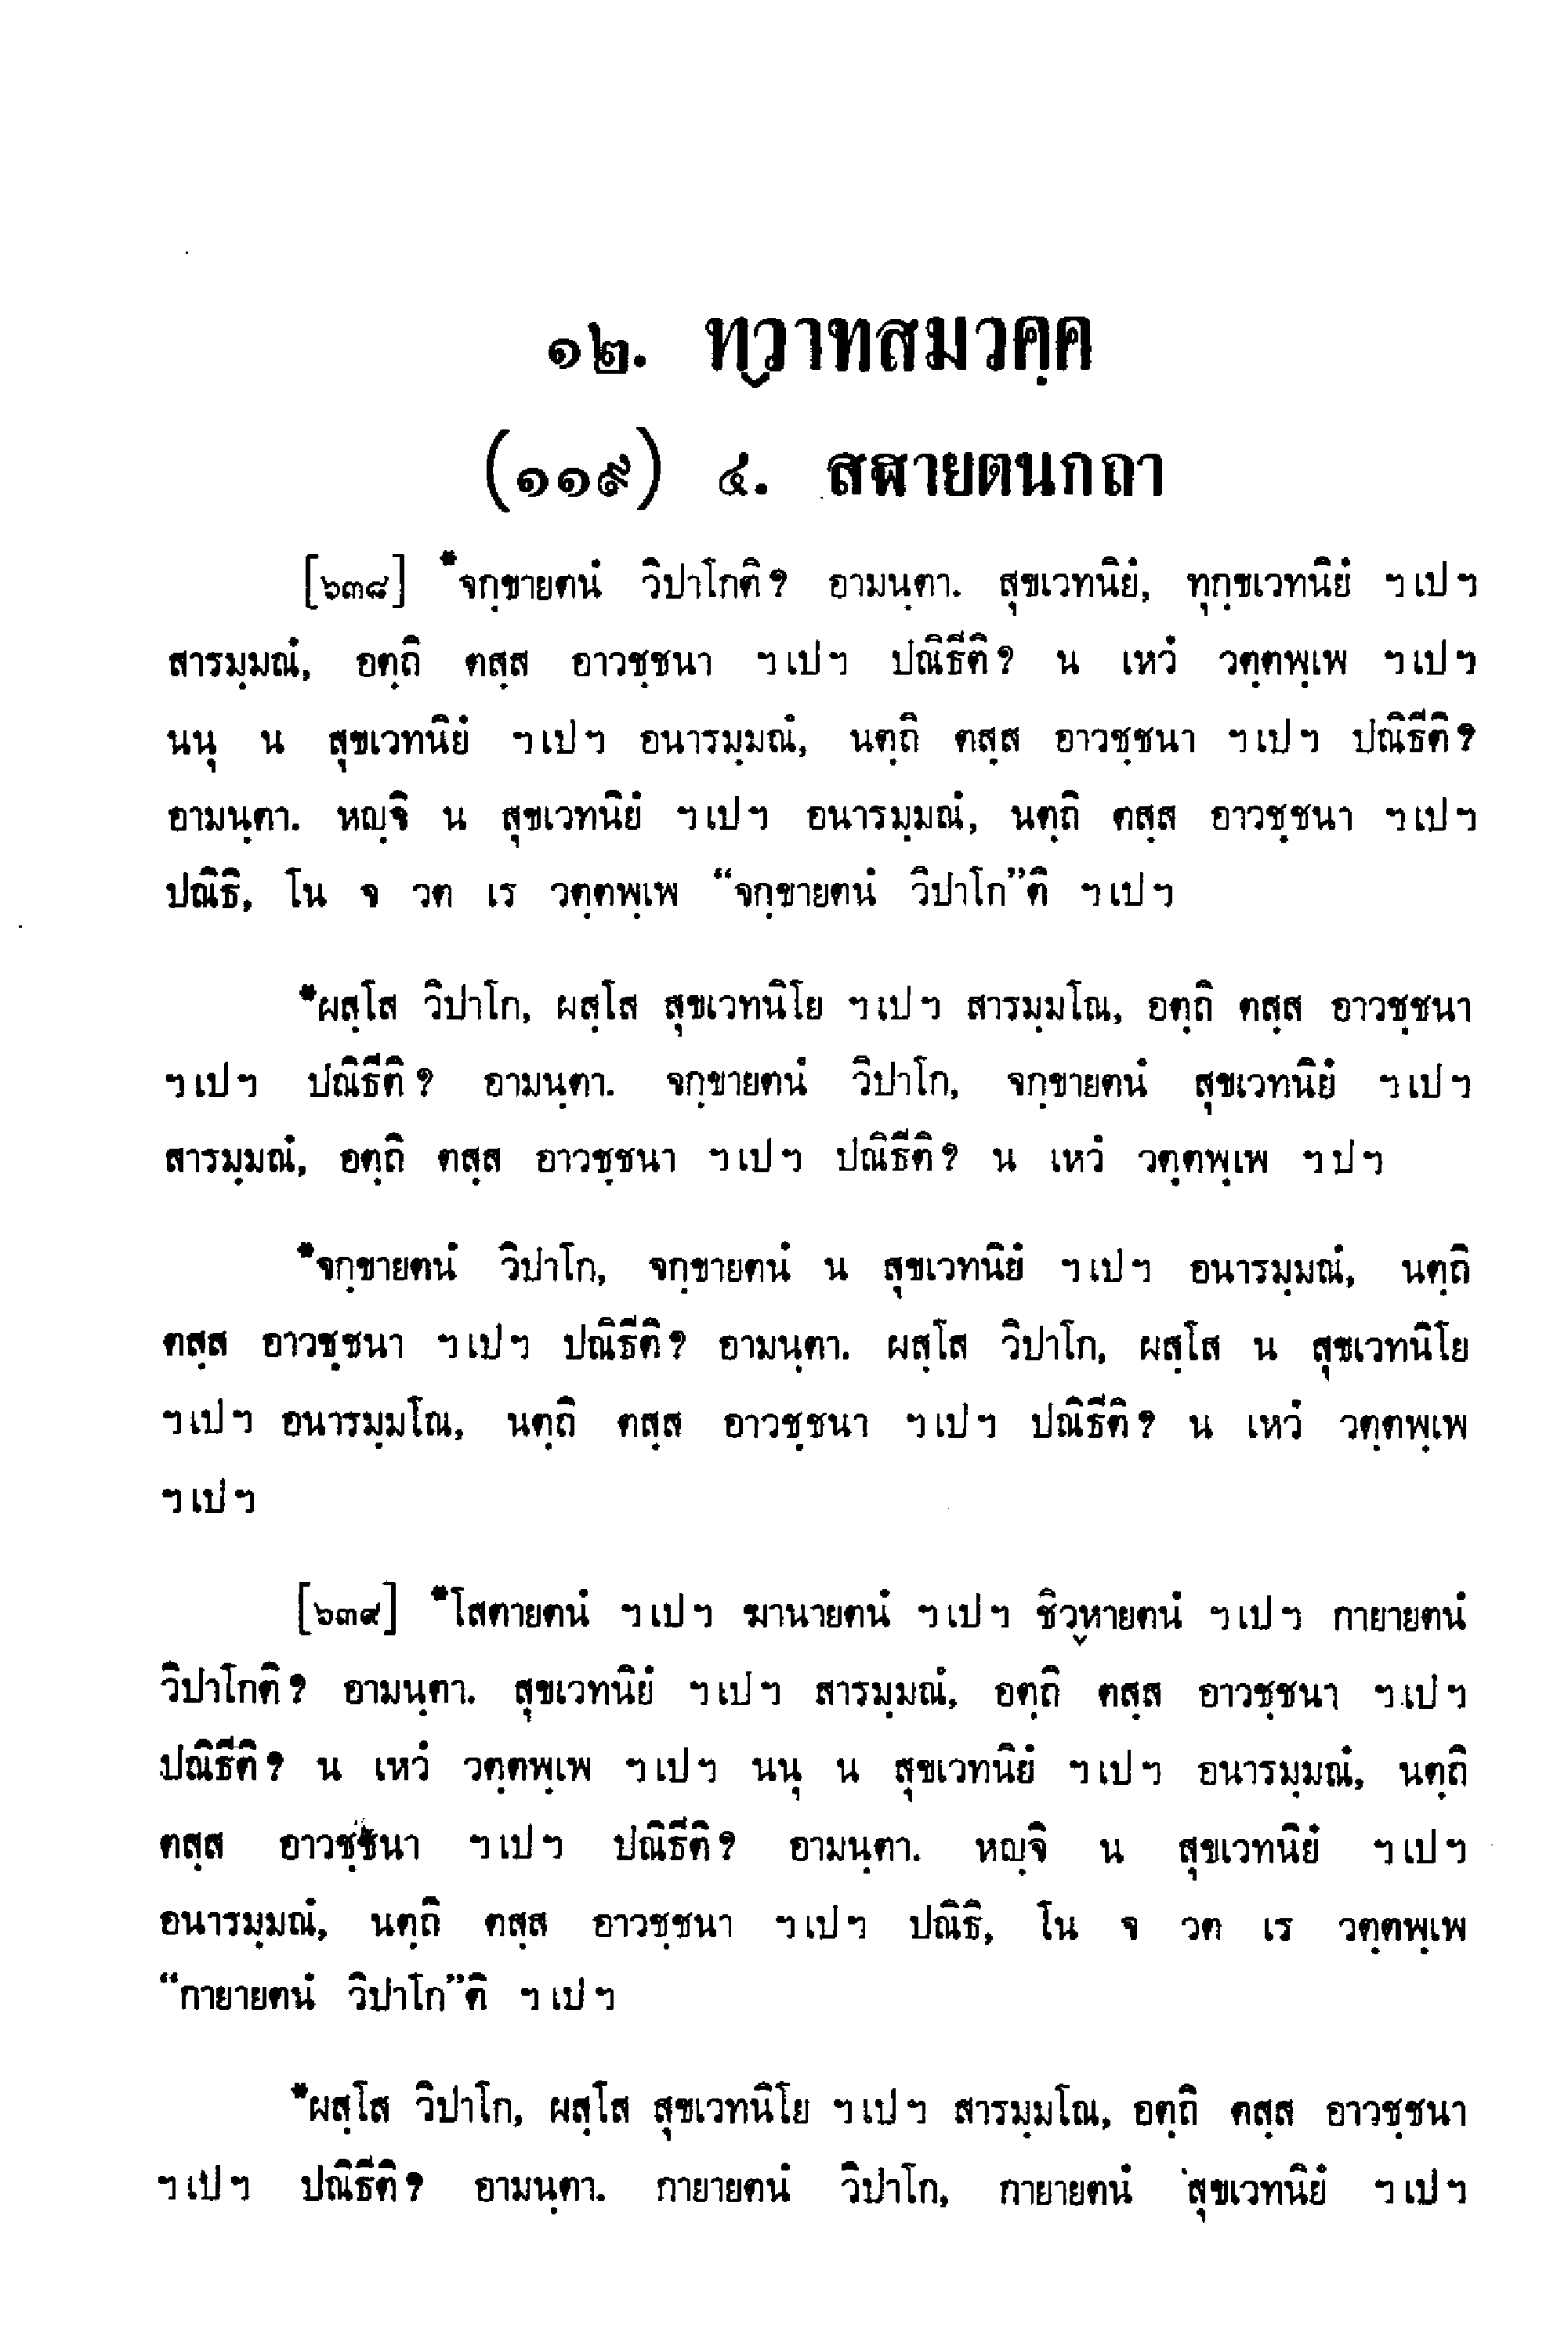 ๑๒. ทฺวาทสมวคฺค
(๑๑๙) ๔. สฬายตนกถา
[๖๓๘] *จกฺขายตนํ วิปาโกติ? อามนฺตา. สุขเวทนิยํ, ทุกฺขเวทนิยํ ฯเปฯ
สารมฺมณํ, อตฺถิ ตสฺส อาวชฺชนา ฯเปฯ ปณิธีติ? น เหวํ วตฺตพฺเพ ฯเปฯ
นนุ น สุขเวทนิยํ ฯเปฯ อนารมฺมณํ, นตฺถิ ตสฺส อาวชฺชนา ฯเปฯ ปณิธีติ?
อามนฺตา. หญฺจิ น สุขเวทนิยํ ฯเปฯ อนารมฺมณํ, นตฺถิ ตสฺส อาวชฺชนา ฯเปฯ
ปณิธิ, โน จ วต เร วตฺตพฺเพ “จกฺขายตนํ วิปาโก”ติ ฯเปฯ
*ผสฺโส วิปาโก, ผสฺโส สุขเวทนิโย ฯเปฯ สารมฺมโณ, อตฺถิ ตสฺส อาวชฺชนา
ฯเปฯ ปณิธีติ? อามนฺตา. จกฺขายตนํ วิปาโก, จกฺขายตนํ สุขเวทนิยํ ฯเปฯ
สารมฺมณํ, อตฺถิ ตสฺส อาวชฺชนา ฯเปฯ ปณิธีติ? น เหวํ วตฺตพฺเพ ฯปฯ
*จกฺขายตนํ วิปาโก, จกฺขายตนํ น สุขเวทนิยํ ฯเปฯ อนารมฺมณํ, นตฺถิ
ตสฺส อาวชฺชนา ฯเปฯ ปณิธีติ? อามนฺตา. ผสฺโส วิปาโก, ผสฺโส น สุขเวทนิโย
ฯเปฯ อนารมฺมโณ, นตฺถิ ตสฺส อาวชฺชนา ฯเปฯ ปณิธีติ? น เหวํ วตฺตพฺเพ
ฯเปฯ
[๖๓๙] *โสตายตนํ ฯเปฯ ฆานายตนํ ฯเปฯ ชิวฺหายตนํ ฯเปฯ กายายตนํ
วิปาโกติ? อามนฺตา. สุขเวทนิยํ ฯเปฯ สารมฺมณํ, อตฺถิ ตสฺส อาวชฺชนา ฯเปฯ
ปณิธีติ? น เหวํ วตฺตพฺเพ ฯเปฯ นนุ น สุขเวทนิยํ ฯเปฯ อนารมฺมณํ, นตฺถิ
ตสฺส อาวชฺชนา ฯเปฯ ปณิธีติ? อามนฺตา. หญฺจิ น สุขเวทนิยํ ฯเปฯ
อนารมฺมณํ, นตฺถิ ตสฺส อาวชฺชนา ฯเปฯ ปณิธิ, โน จ วต เร วตฺตพฺเพ
“กายายตนํ วิปาโก”ติ ฯเปฯ
*ผสฺโส วิปาโก, ผสฺโส สุขเวทนิโย ฯเปฯ สารมฺมโณ, อตฺถิ ตสฺส อาวชฺชนา
ฯเปฯ ปณิธีติ? อามนฺตา. กายายตนํ วิปาโก, กายายตนํ สุขเวทนิยํ ฯเปฯ